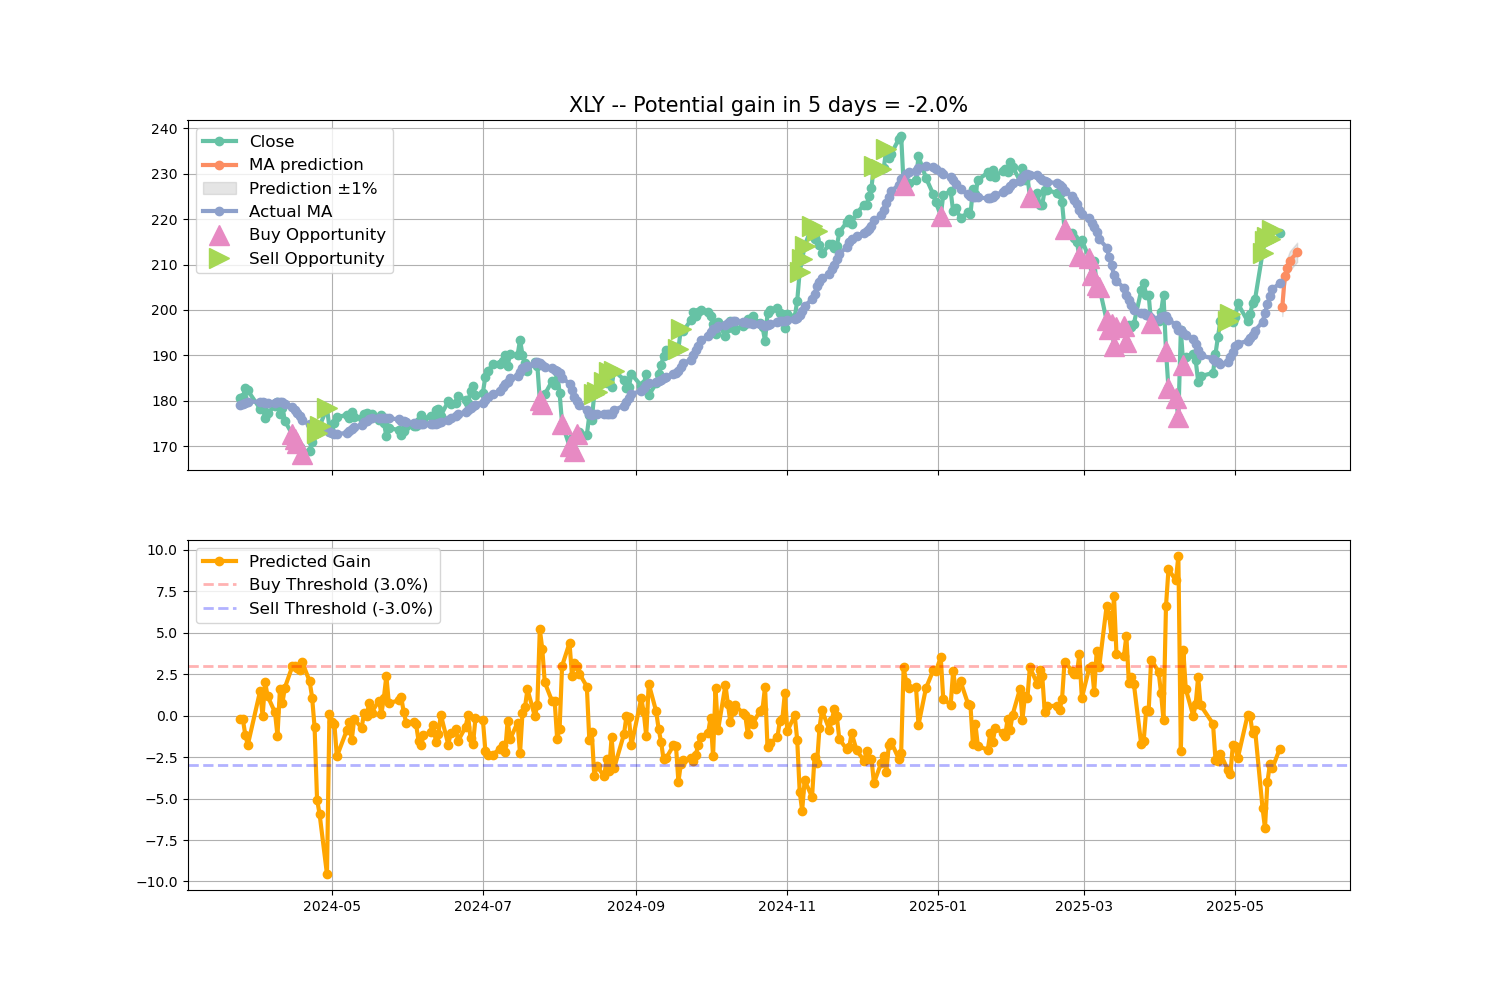 XLY -- Potential gain in 5 days = -2.0%
240
230
220
210
200
190
180
170
Close
MA prediction
Prediction ±1%
Actual MA
Buy Opportunity
Sell Opportunity
10.0
7.5
5.0
2.5
0.0
−2.5
−5.0
−7.5
−10.0
Predicted Gain
Buy Threshold (3.0%)
Sell Threshold (-3.0%)
2024-05
2024-07
2024-09
2024-11
2025-01
2025-03
2025-05